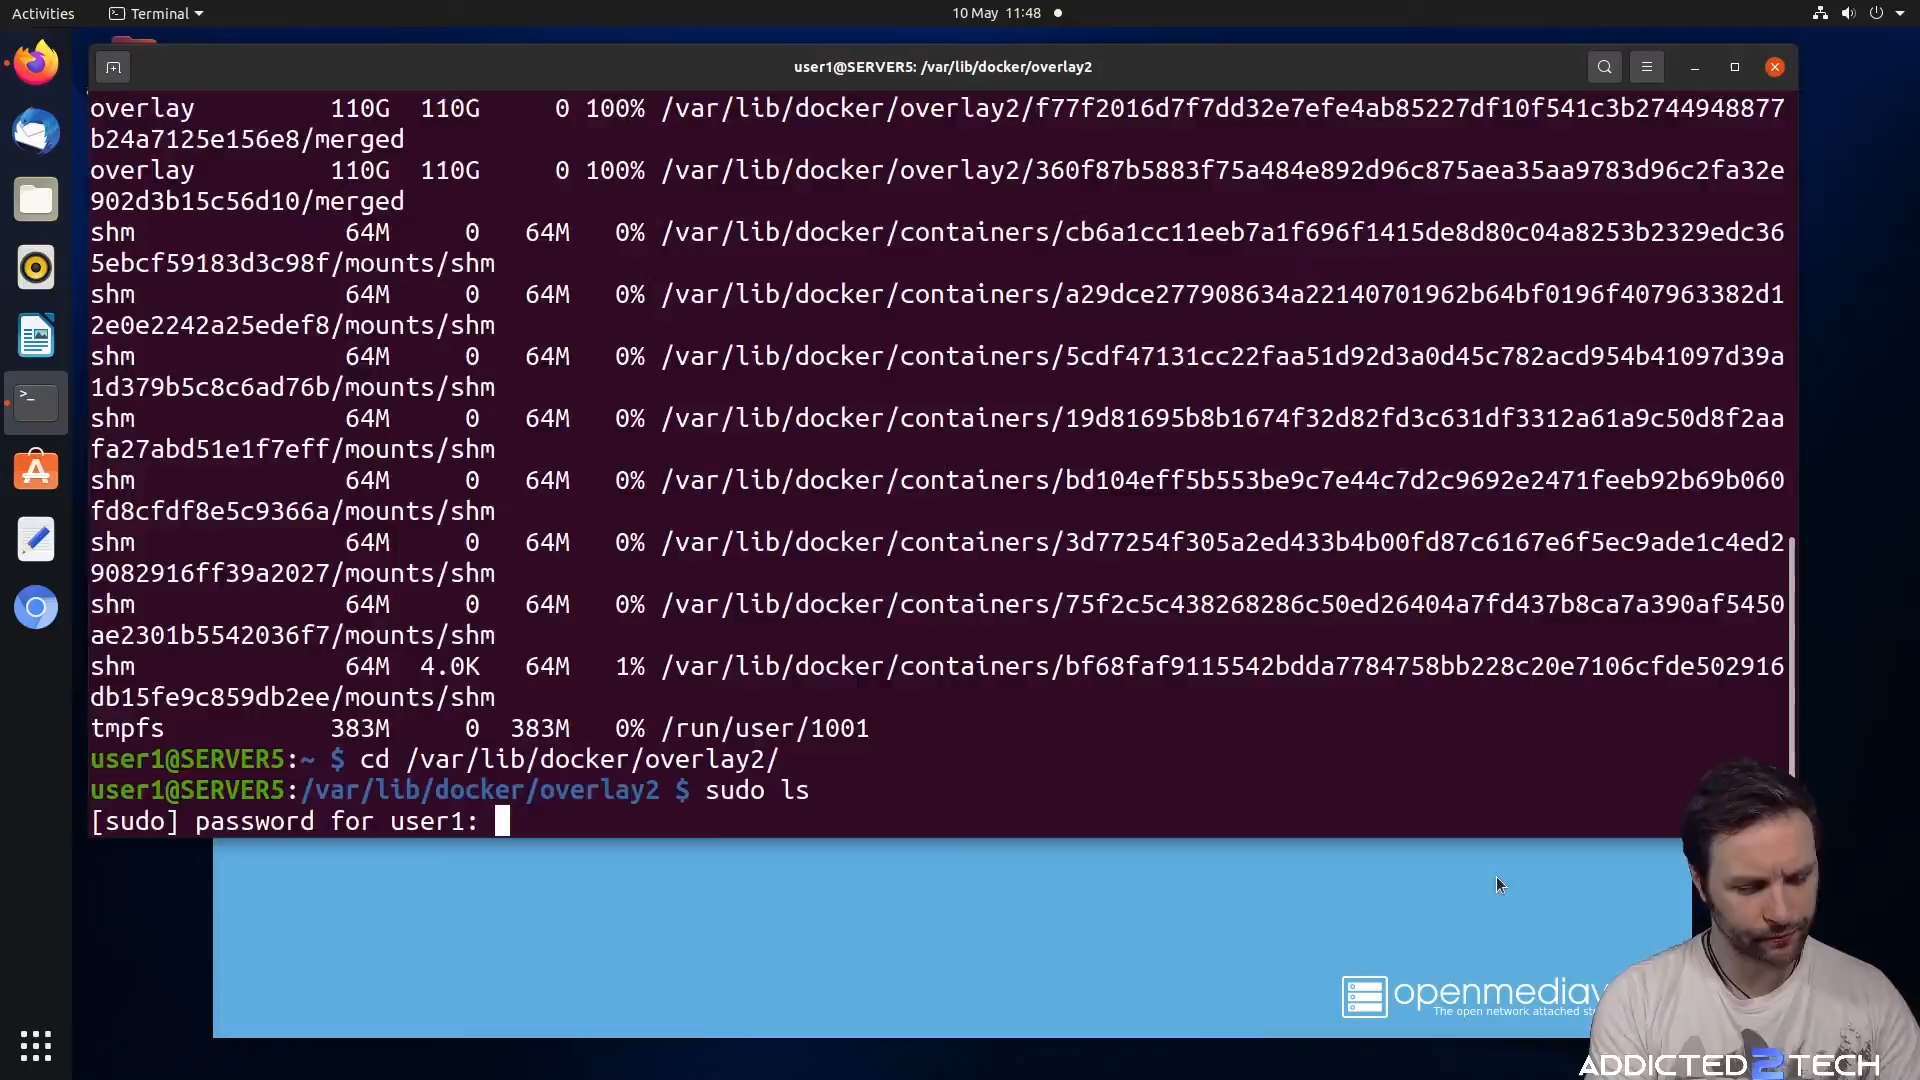 Activities Terminal 10 May 11:48
user1@SERVER5: /var/lib/docker/overlay2
overlay 110G 110G 0 100% /var/lib/docker/overlay2/f77f2016d7f7dd32e7efe4ab85227df10f541c3b2744948877
b24a7125e156e8/merged
overlay 110G 110G 0 100% /var/lib/docker/overlay2/360f87b5883f75a484e892d96c875aea35aa9783d96c2fa32e
902d3b15c56d10/merged
shm 64M 0 64M 0% /var/lib/docker/containers/cb6a1cc11eeb7a1f696f1415de8d80c04a8253b2329edc36
5ebcf59183d3c98f/mounts/shm
shm 64M 0 64M 0% /var/lib/docker/containers/a29dce277908634a22140701962b64bf0196f407963382d1
2e0e2242a25edef8/mounts/shm
shm 64M 0 64M 0% /var/lib/docker/containers/5cdf47131cc22faa51d92d3a0d45c782acd954b41097d39a
1d379b5c8c6ad76b/mounts/shm
shm 64M 0 64M 0% /var/lib/docker/containers/19d81695b8b1674f32d82fd3c631df3312a61a9c50d8f2aa
fa27abd51e1f7eff/mounts/shm
shm 64M 0 64M 0% /var/lib/docker/containers/bd104eff5b553be9c7e44c7d2c9692e2471feeb92b69b060
fd8cfdf8e5c9366a/mounts/shm
shm 64M 0 64M 0% /var/lib/docker/containers/3d77254f305a2ed433b4b00fd87c6167e6f5ec9ade1c4ed2
9082916ff39a2027/mounts/shm
shm 64M 0 64M 0% /var/lib/docker/containers/75f2c5c438268286c50ed26404a7fd437b8ca7a390af5450
ae2301b5542036f7/mounts/shm
shm 64M 4.0K 64M 1% /var/lib/docker/containers/bf68faf9115542bdda7784758bb228c20e7106cfde502916
db15fe9c859db2ee/mounts/shm
tmpfs 383M 0 383M 0% /run/user/1001
user1@SERVER5:~ $ cd /var/lib/docker/overlay2/
user1@SERVER5:/var/lib/docker/overlay2 $ sudo ls
[sudo] password for user1:
openmediav
The open network attached st
ADDICTED2TECH